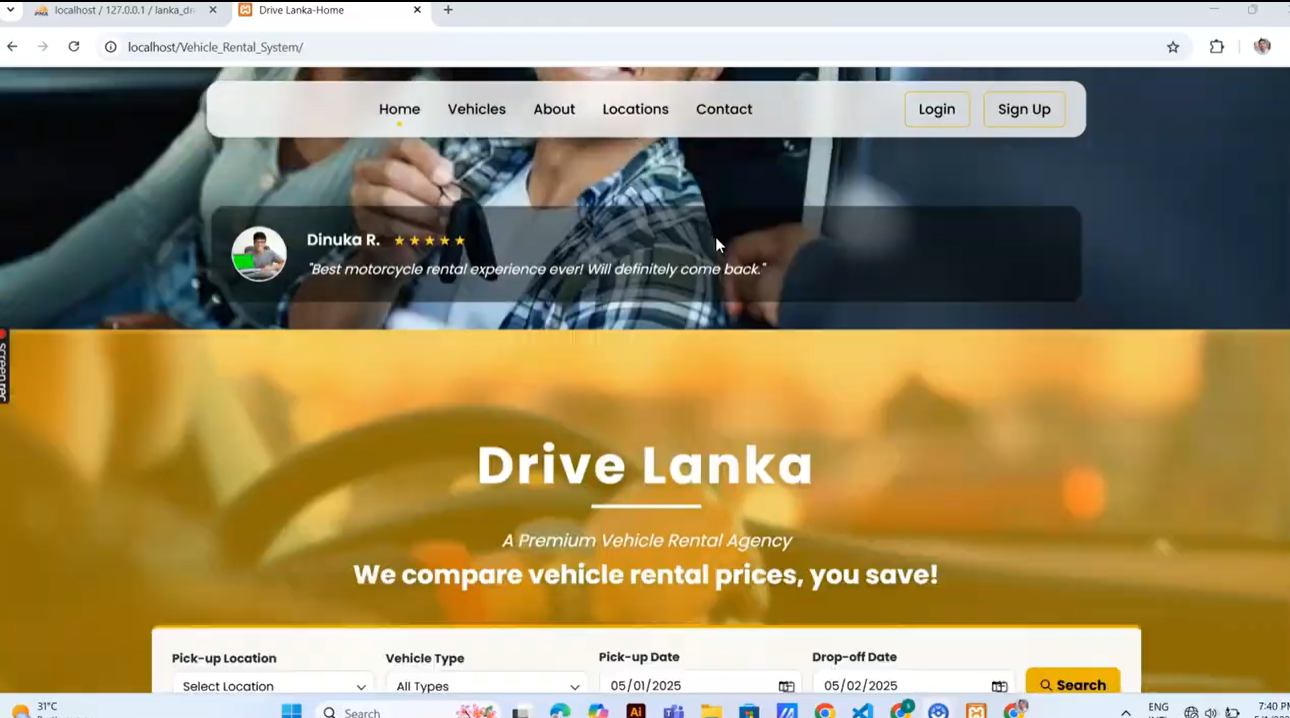 localhost / 127.0.0.1 / lanka_dr
Drive Lanka-Home
localhost/Vehicle_Rental_System/
Home Vehicles About Locations Contact Login Sign Up
Dinuka R.
"Best motorcycle rental experience ever! Will definitely come back."
screenrec
Drive Lanka
A Premium Vehicle Rental Agency
We compare vehicle rental prices, you save!
Pick-up Location Vehicle Type Pick-up Date Drop-off Date
Select Location All Types 05/01/2025 05/02/2025 Search
31°C
Search
ENG
7:40 PM